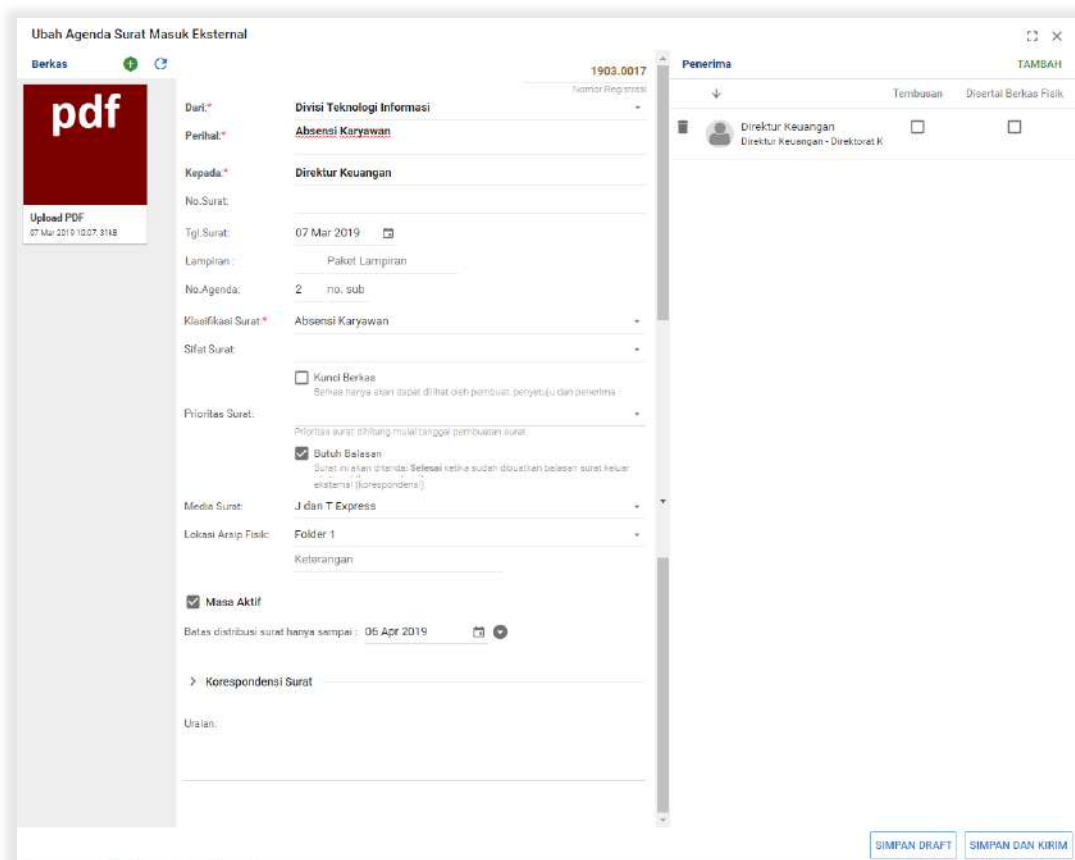 Ubah Agenda Surat Masuk Eksternal
Berkas
pdf
Upload PDF
07 Mar 2019 10:07, 31kB
1903.0017
Nomor Registrasi
Dari:* Divisi Teknologi Informasi
Perihal:* Absensi Karyawan
Kepada:* Direktur Keuangan
No.Surat:
Tgl.Surat: 07 Mar 2019
Lampiran : Paket Lampiran
No.Agenda: 2 no. sub
Klasifikasi Surat:* Absensi Karyawan
Sifat Surat:
Kunci Berkas
Berkas hanya akan dapat dilihat oleh pembuat, penyetuju dan penerima
Prioritas Surat:
Prioritas surat dihitung mulai tanggal pembuatan surat.
Butuh Balasan
Surat ini akan ditandai Selesai ketika sudah dibuatkan balasan surat keluar
eksternal (korespondensi)
Media Surat: J dan T Express
Lokasi Arsip Fisik: Folder 1
Keterangan
Masa Aktif
Batas distribusi surat hanya sampai : 06 Apr 2019
Korespondensi Surat
Uraian:
Penerima TAMBAH
Tembusan Disertai Berkas Fisik
Direktur Keuangan
Direktur Keuangan - Direktorat K
SIMPAN DRAFT SIMPAN DAN KIRIM